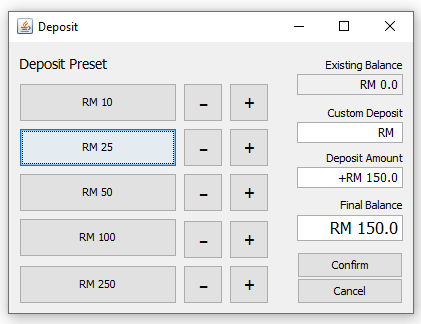 Deposit
Deposit Preset
RM 10 - +
RM 25 - +
RM 50 - +
RM 100 - +
RM 250 - +
Existing Balance
RM 0.0
Custom Deposit
RM
Deposit Amount
+RM 150.0
Final Balance
RM 150.0
Confirm
Cancel